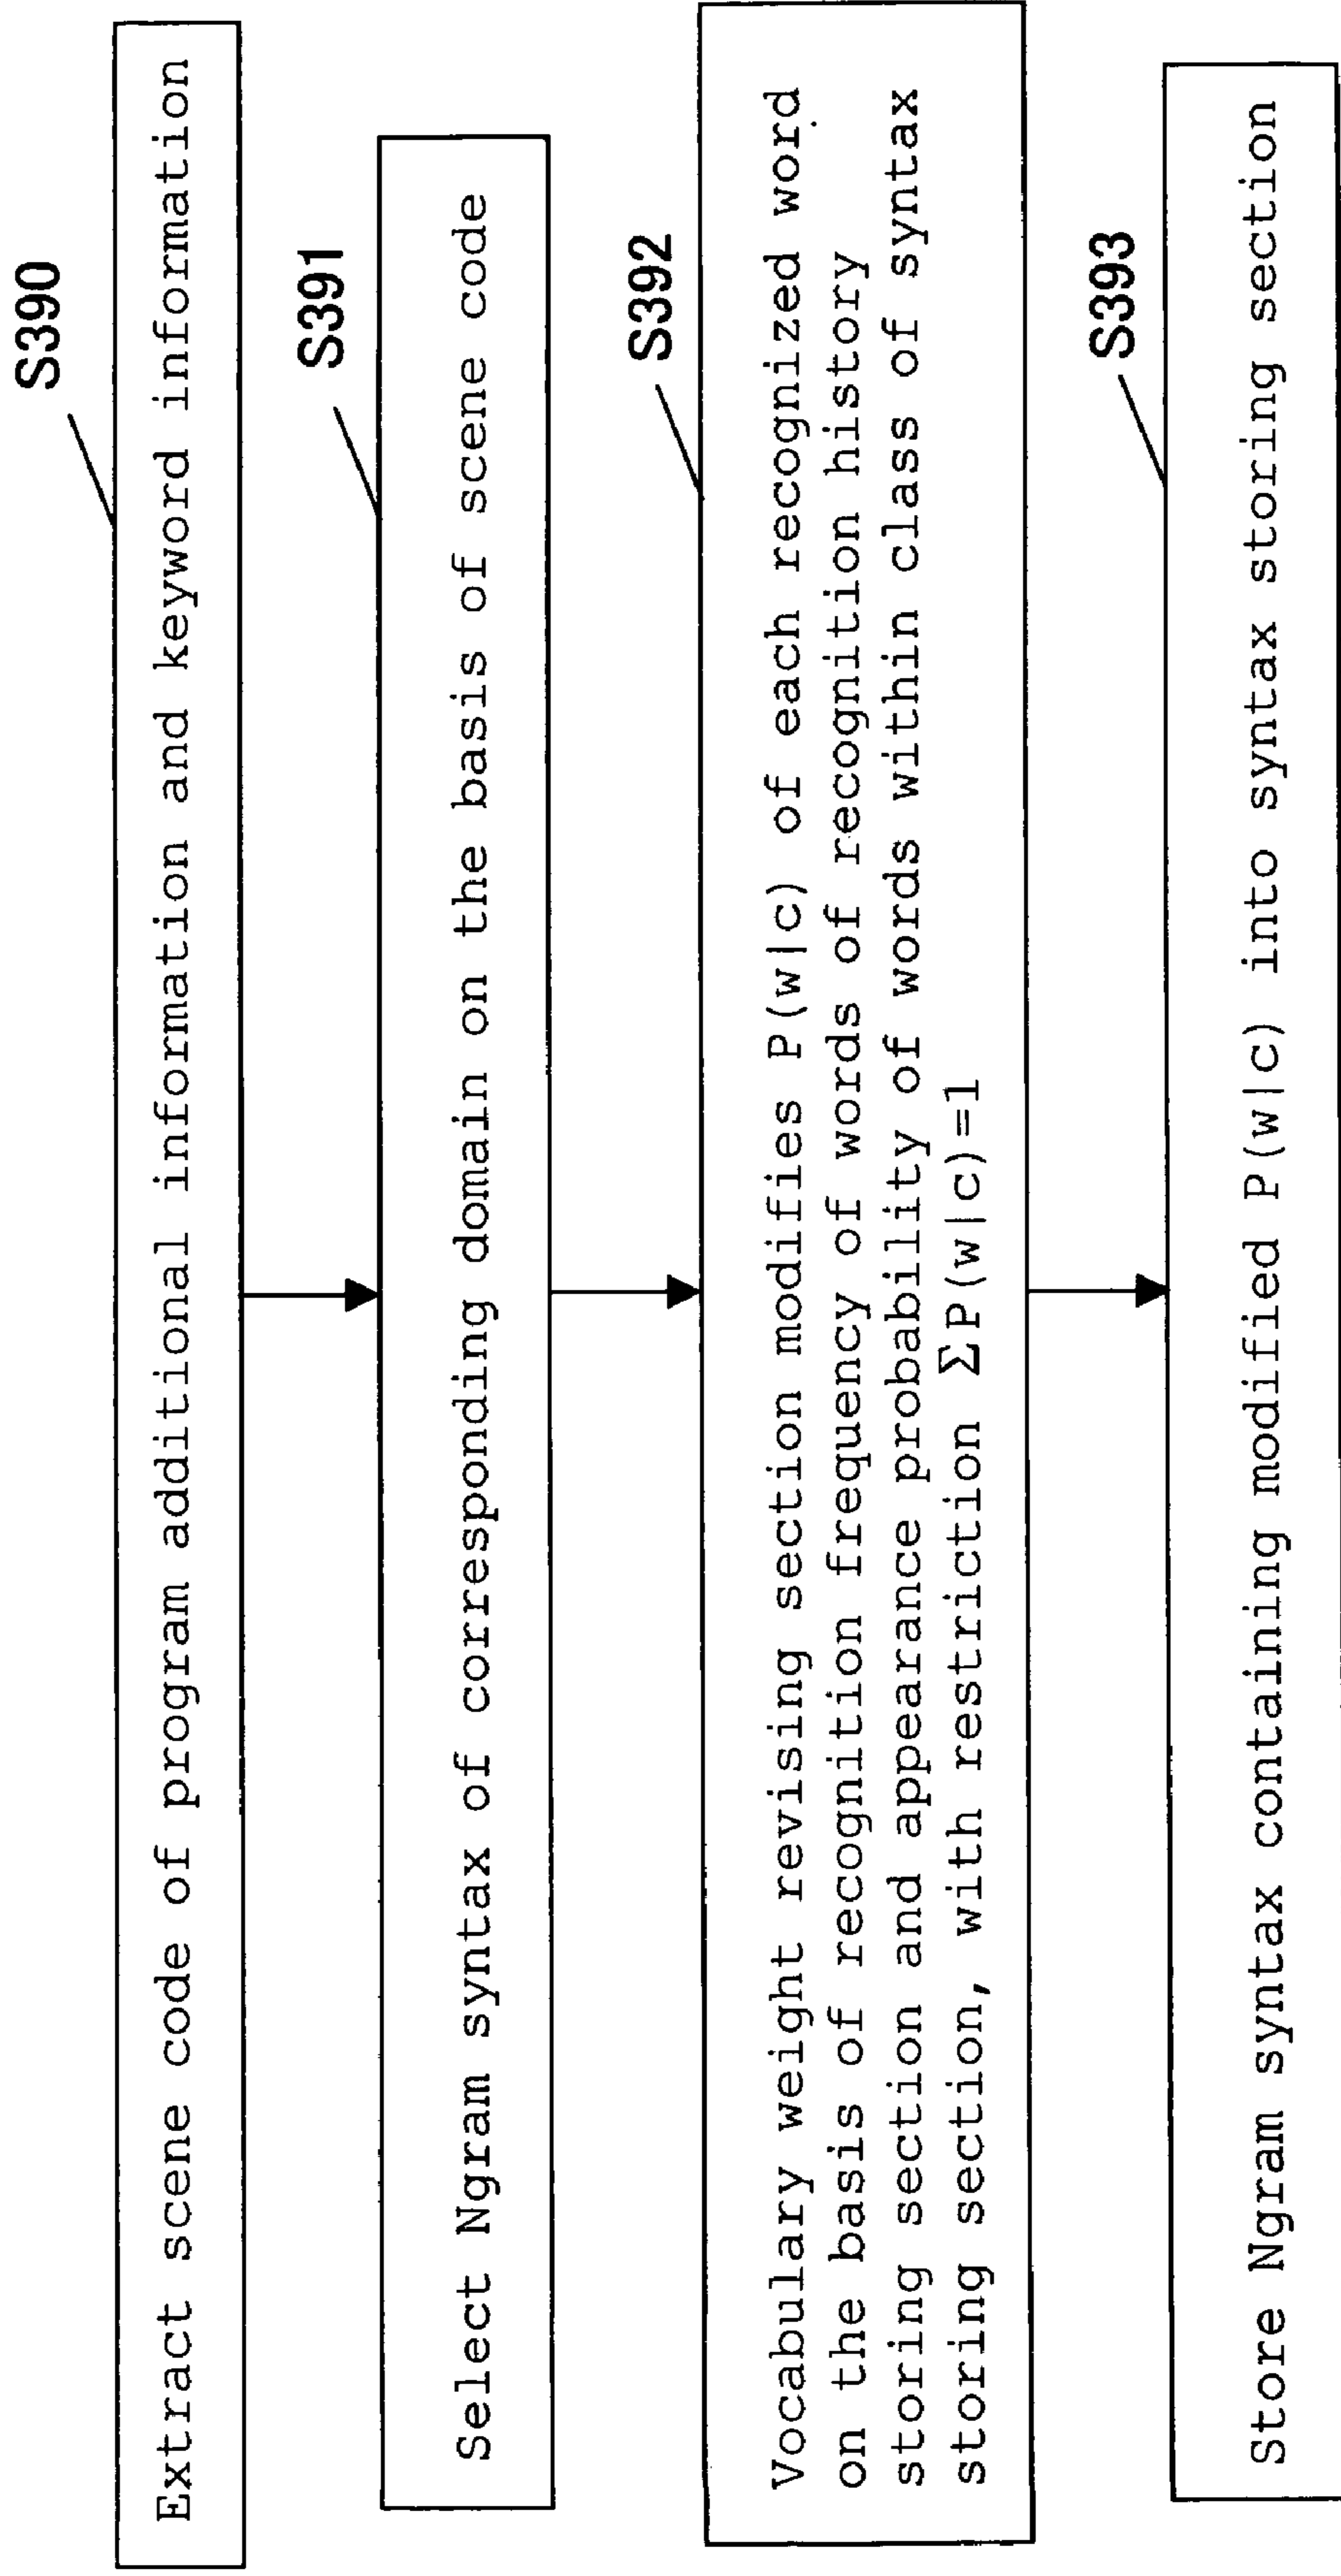 S390
Extract scene code of program additional information and keyword information
S391
Select Ngram syntax of corresponding domain on the basis of scene code
S392
Vocabulary weight revising section modifies P(w|c) of each recognized word
on the basis of recognition frequency of words of recognition history
storing section and appearance probability of words within class of syntax
storing section, with restriction ΣP(w|c)=1
S393
Store Ngram syntax containing modified P(w|c) into syntax storing section